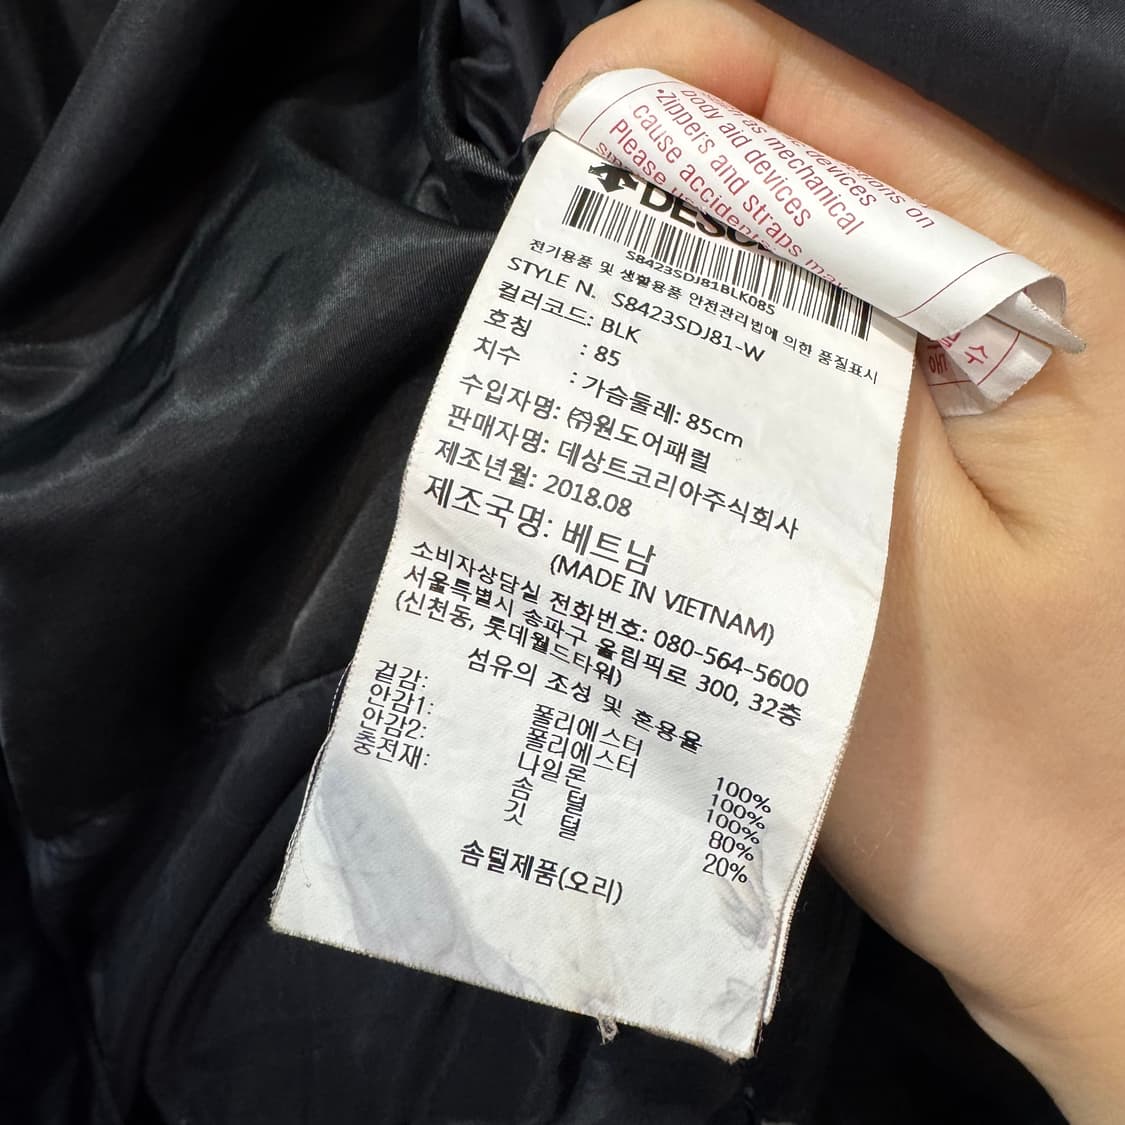 body aid devices
such as mechanical
devices
*Zippers and straps may
cause accidents.
Please
DESC
S8423SDJ81BLK085
전기용품 및 생활용품 안전관리법에 의한 품질표시
STYLE N. S8423SDJ81-W
컬러코드: BLK
호칭 : 85
치수 : 가슴둘레: 85cm
수입자명: ㈜원도어패럴
판매자명: 데상트코리아주식회사
제조년월: 2018.08
제조국명: 베트남
(MADE IN VIETNAM)
소비자상담실 전화번호: 080-564-5600
서울특별시 송파구 올림픽로 300, 32층
(신천동, 롯데월드타워)
섬유의 조성 및 혼용율
겉감: 폴리에스터 100%
안감1: 폴리에스터 100%
안감2: 나일론 100%
충전재: 솜털 80%
깃털 20%
솜털제품(오리)